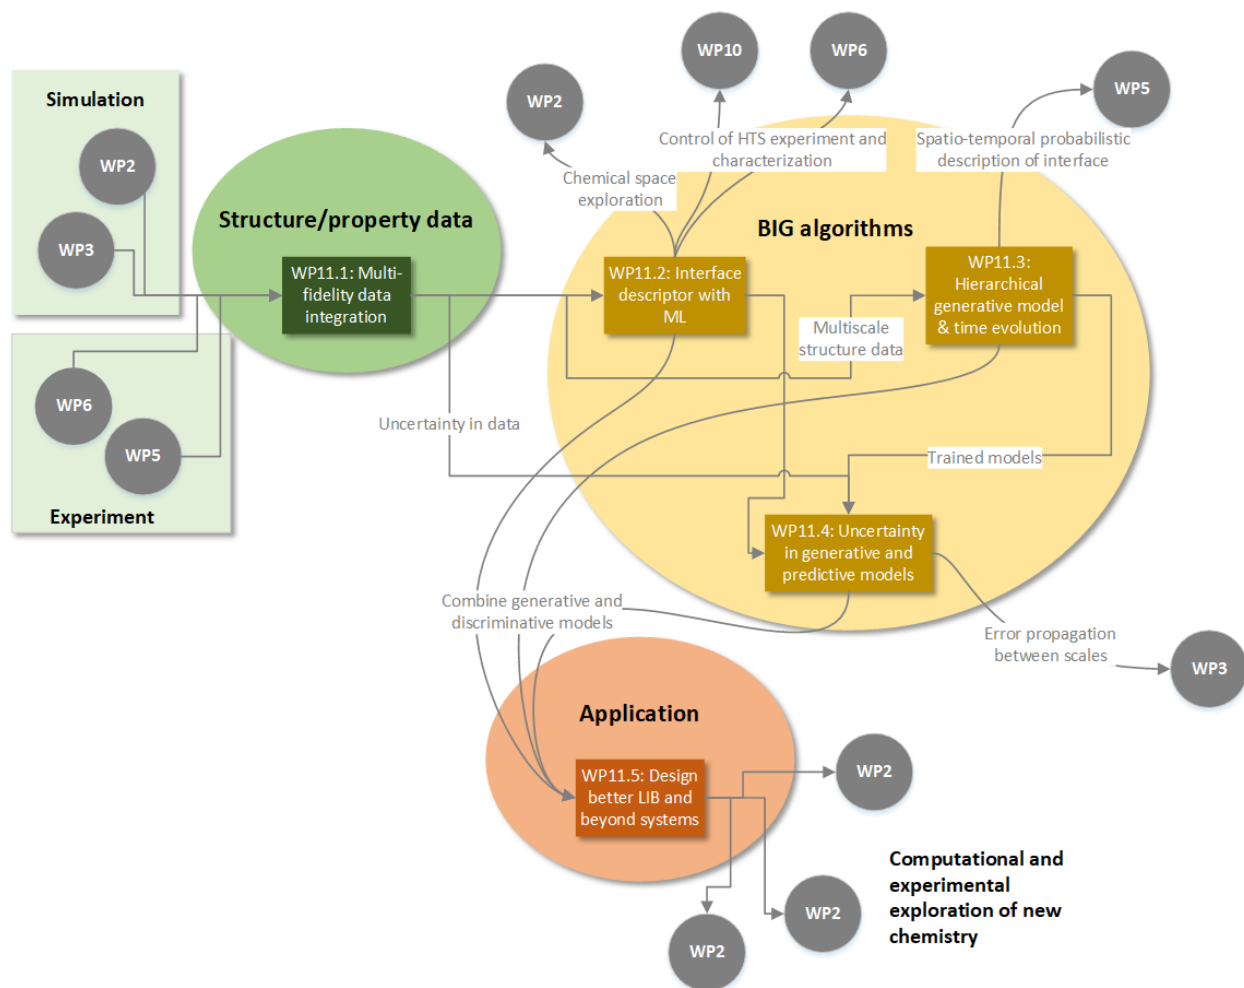 WP10
WP6
WP2
WP5
Simulation
WP2
WP3
Control of HTS experiment and
characterization
Spatio-temporal probabilistic
description of interface
Chemical space
exploration
Structure/property data
BIG algorithms
WP11.1: Multi-
fidelity data
integration
WP11.2: Interface
descriptor with
ML
WP11.3:
Hierarchical
generative model
& time evolution
Multiscale
structure data
WP6
WP5
Experiment
Uncertainty in data
Trained models
WP11.4: Uncertainty
in generative and
predictive models
Combine generative and
discriminative models
Error propagation
between scales
WP3
Application
WP11.5: Design
better LIB and
beyond systems
WP2
WP2
WP2
Computational and
experimental
exploration of new
chemistry